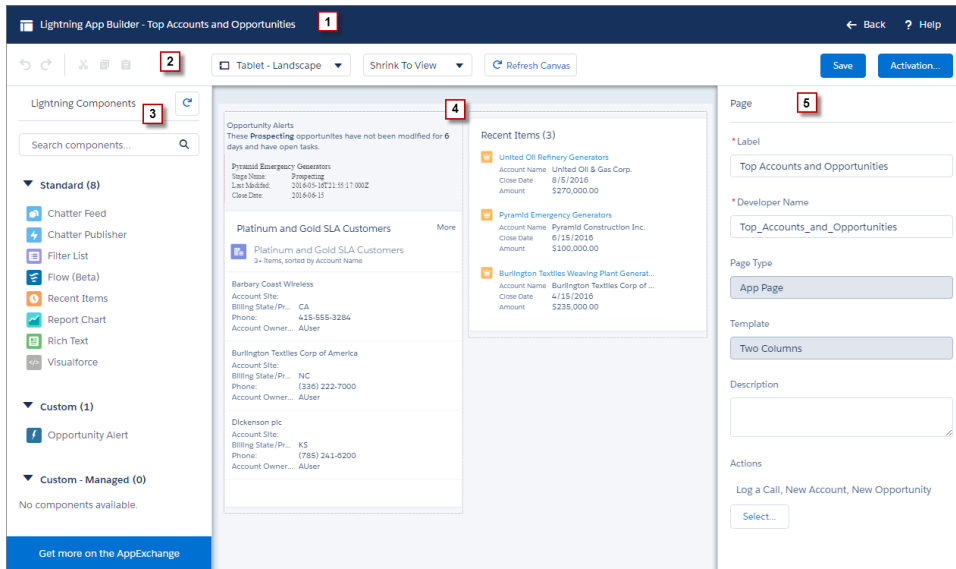 Lightning App Builder - Top Accounts and Opportunities
1
Back
? Help
2
Tablet - Landscape
Shrink To View
Refresh Canvas
Save
Activation...
Lightning Components
3
Search components...
Standard (8)
Chatter Feed
Chatter Publisher
Filter List
Flow (Beta)
Recent Items
Report Chart
Rich Text
Visualforce
Custom (1)
Opportunity Alert
Custom - Managed (0)
No components available.
Get more on the AppExchange
4
Opportunity Alerts
These Prospecting opportunites have not been modified for 6
days and have open tasks.
Pyramid Emergency Generators
Stage Name: Prospecting
Last Modifed: 2016-05-16T21:55:17.000Z
Close Date: 2016-06-15
Platinum and Gold SLA Customers More
Platinum and Gold SLA Customers
3+ Items, sorted by Account Name
Barbary Coast Wireless
Account Site:
Billing State/Pr... CA
Phone: 415-555-3284
Account Owner... AUser
Burlington Textiles Corp of America
Account Site:
Billing State/Pr... NC
Phone: (336) 222-7000
Account Owner... AUser
Dickenson plc
Account Site:
Billing State/Pr... KS
Phone: (785) 241-6200
Account Owner... AUser
Recent Items (3)
United Oil Refinery Generators
Account Name United Oil & Gas Corp.
Close Date 8/5/2016
Amount $270,000.00
Pyramid Emergency Generators
Account Name Pyramid Construction Inc.
Close Date 6/15/2016
Amount $100,000.00
Burlington Textiles Weaving Plant Generat...
Account Name Burlington Textiles Corp of ...
Close Date 4/15/2016
Amount $235,000.00
Page
5
*Label
Top Accounts and Opportunities
*Developer Name
Top_Accounts_and_Opportunities
Page Type
App Page
Template
Two Columns
Description
Actions
Log a Call, New Account, New Opportunity
Select...